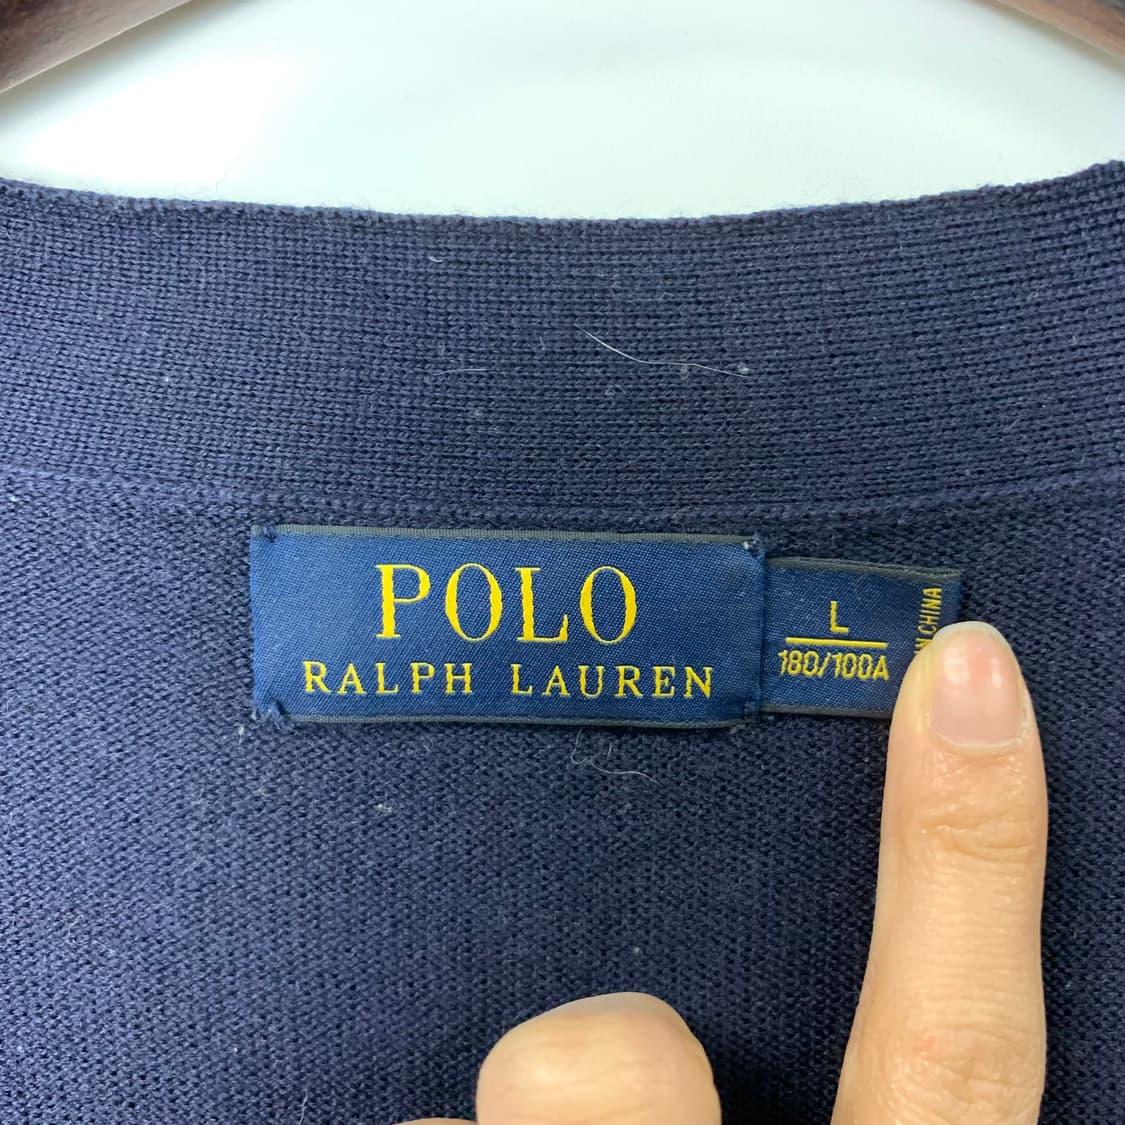 POLO
RALPH LAUREN
L
180/100A
CHINA